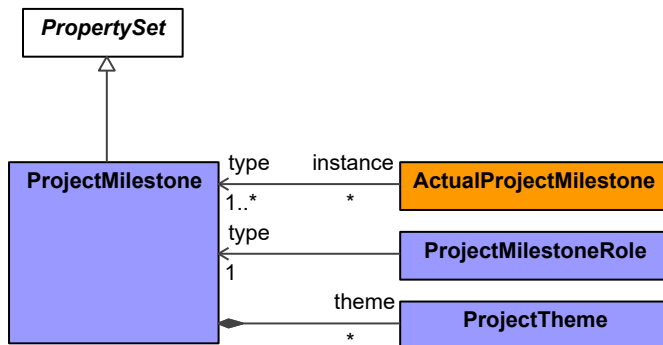 PropertySet
ProjectMilestone
type
instance
ActualProjectMilestone
1..*
*
type
ProjectMilestoneRole
1
theme
ProjectTheme
*